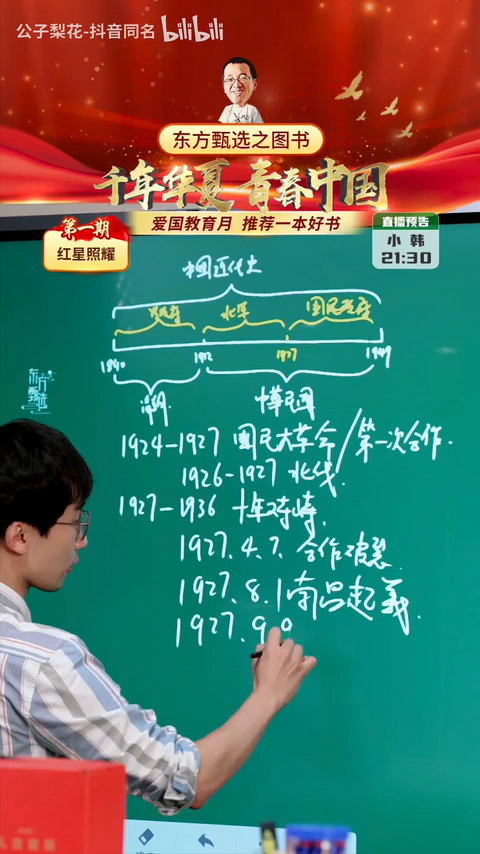 公子梨花-抖音同名 bilibili
东方甄选之图书
千年华夏 青春中国
第一期
红星照耀
爱国教育月 推荐一本好书
直播预告
小 韩
21:30
中国近代史
北洋
1840 1912 1927 1949
中华民国
东方甄选
1924-1927 国民大革命/第一次合作.
1926-1927 北伐.
1927-1936 十年对峙.
1927.4.7. 合作破裂.
1927.8.1 南昌起義.
1927.9.9